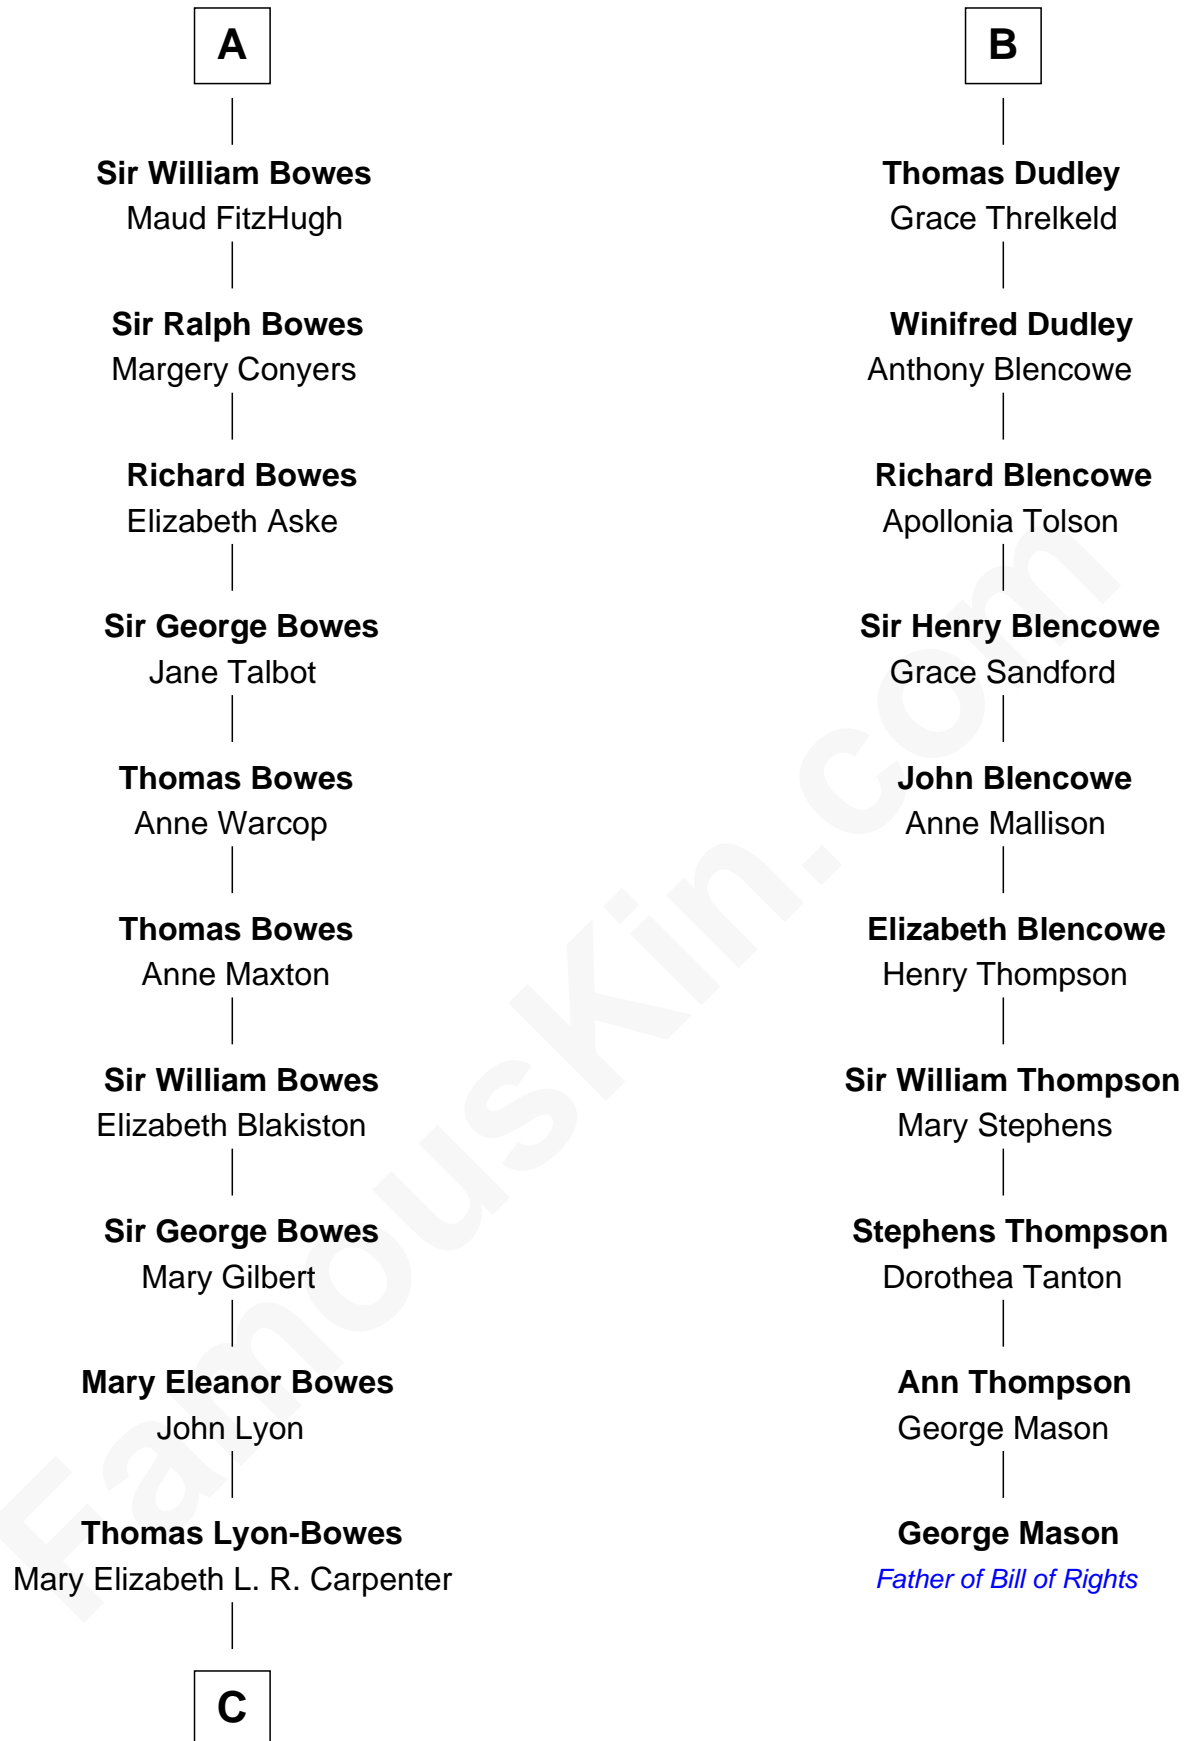 A
Sir William Bowes
Maud FitzHugh
Sir Ralph Bowes
Margery Conyers
Richard Bowes
Elizabeth Aske
Sir George Bowes
Jane Talbot
Thomas Bowes
Anne Warcop
Thomas Bowes
Anne Maxton
Sir William Bowes
Elizabeth Blakiston
Sir George Bowes
Mary Gilbert
Mary Eleanor Bowes
John Lyon
Thomas Lyon-Bowes
Mary Elizabeth L. R. Carpenter
C
B
Thomas Dudley
Grace Threlkeld
Winifred Dudley
Anthony Blencowe
Richard Blencowe
Apollonia Tolson
Sir Henry Blencowe
Grace Sandford
John Blencowe
Anne Mallison
Elizabeth Blencowe
Henry Thompson
Sir William Thompson
Mary Stephens
Stephens Thompson
Dorothea Tanton
Ann Thompson
George Mason
George Mason
Father of Bill of Rights
FamousKin.com